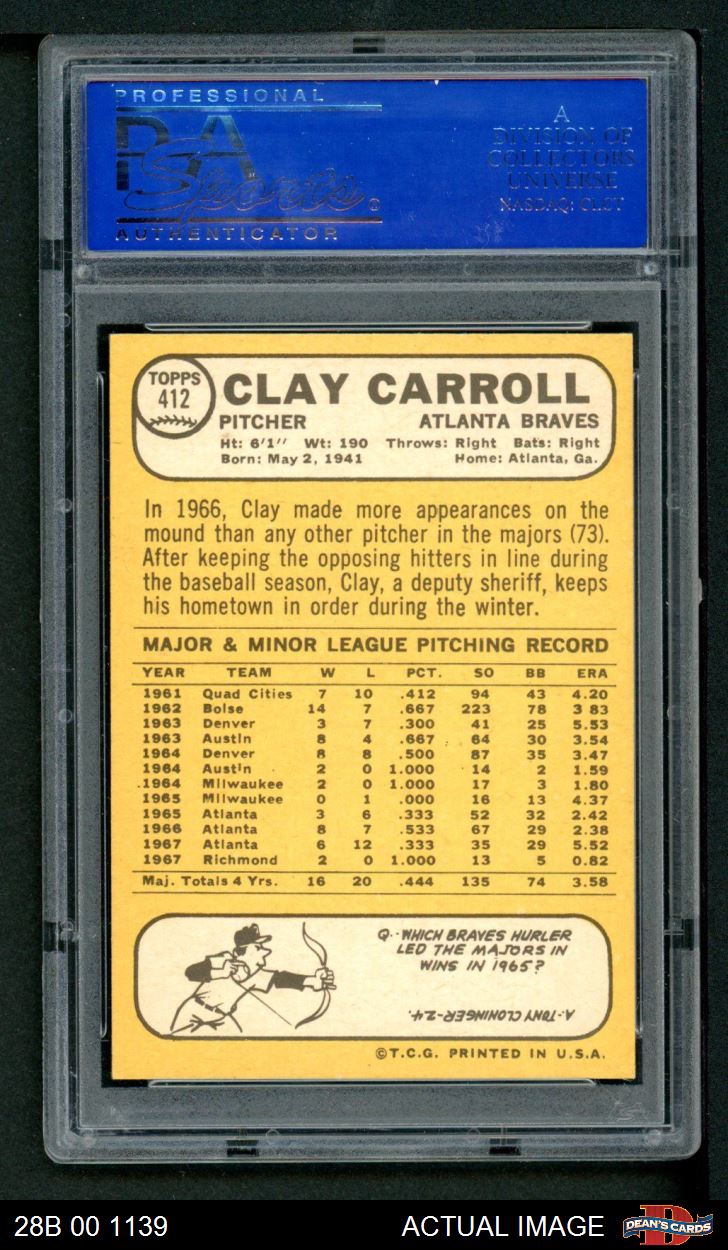 PROFESSIONAL
PSA
Sports
AUTHENTICATOR
A
DIVISION OF
COLLECTORS
UNIVERSE
NASDAQ: CLCT
TOPPS
412
CLAY CARROLL
PITCHER ATLANTA BRAVES
Ht: 6'1" Wt: 190 Throws: Right Bats: Right
Born: May 2, 1941 Home: Atlanta, Ga.
In 1966, Clay made more appearances on the
mound than any other pitcher in the majors (73).
After keeping the opposing hitters in line during
the baseball season, Clay, a deputy sheriff, keeps
his hometown in order during the winter.
MAJOR & MINOR LEAGUE PITCHING RECORD
YEAR TEAM W L PCT. SO BB ERA
1961 Quad Cities 7 10 .412 94 43 4.20
1962 Boise 14 7 .667 223 78 3 83
1963 Denver 3 7 .300 41 25 5.53
1963 Austin 8 4 .667 64 30 3.54
1964 Denver 8 8 .500 87 35 3.47
1964 Austin 2 0 1.000 14 2 1.59
1964 Milwaukee 2 0 1.000 17 3 1.80
1965 Milwaukee 0 1 .000 16 13 4.37
1965 Atlanta 3 6 .333 52 32 2.42
1966 Atlanta 8 7 .533 67 29 2.38
1967 Atlanta 6 12 .333 35 29 5.52
1967 Richmond 2 0 1.000 13 5 0.82
Maj. Totals 4 Yrs. 16 20 .444 135 74 3.58
Q.-WHICH BRAVES HURLER
LED THE MAJORS IN
WINS IN 1965?
A-TONY CLONINGER-24.
©T.C.G. PRINTED IN U.S.A.
28B 00 1139 ACTUAL IMAGE
DEAN'S CARDS